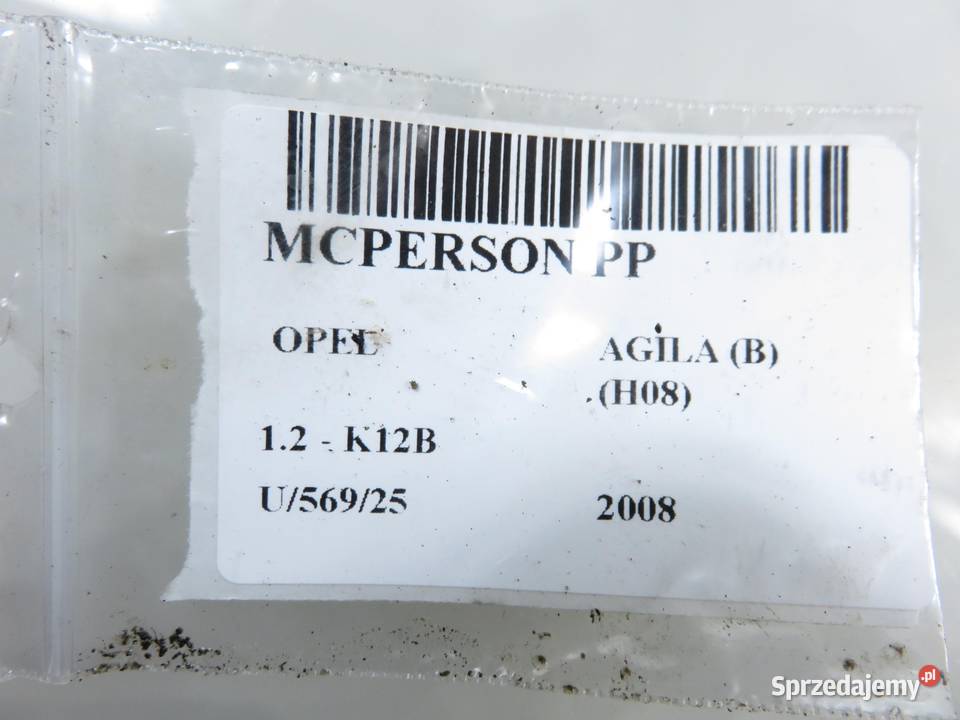 MCPERSON PP
OPEL
AGILA (B)
(H08)
1.2 - K12B
U/569/25
2008
Sprzedajemy.pl